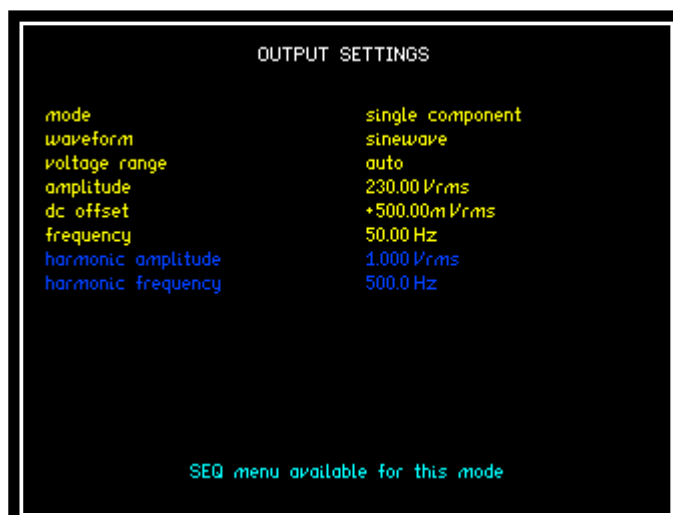 OUTPUT SETTINGS
mode single component
waveform sinewave
voltage range auto
amplitude 230.00 Vrms
dc offset +500.00m Vrms
frequency 50.00 Hz
harmonic amplitude 1.000 Vrms
harmonic frequency 500.0 Hz
SEQ menu available for this mode